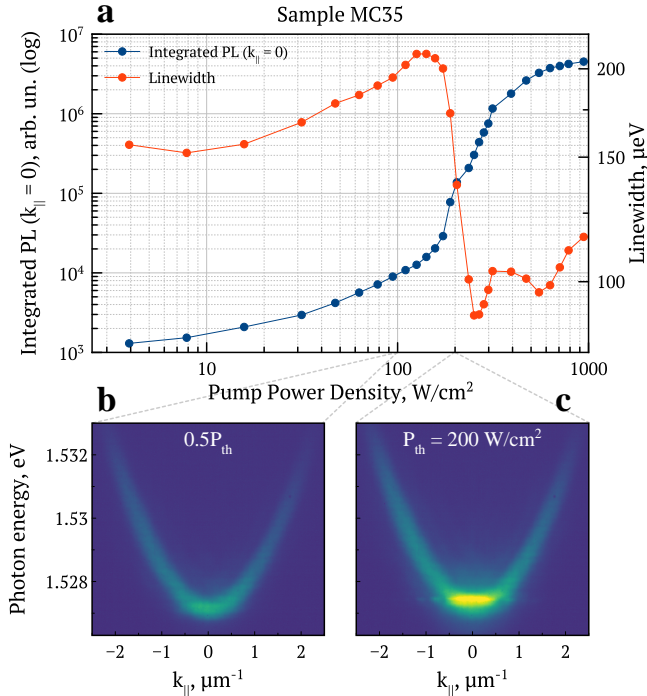 a
Sample MC35
Integrated PL (k|| = 0)
Linewidth
Integrated PL (k|| = 0), arb. un. (log)
10⁷
10⁶
10⁵
10⁴
10³
200
150
100
Linewidth, μeV
10
100
1000
Pump Power Density, W/cm²
b
c
0.5Pth
Pth = 200 W/cm²
Photon energy, eV
1.532
1.53
1.528
−2 −1 0 1 2
−2 −1 0 1 2
k||, μm⁻¹
k||, μm⁻¹